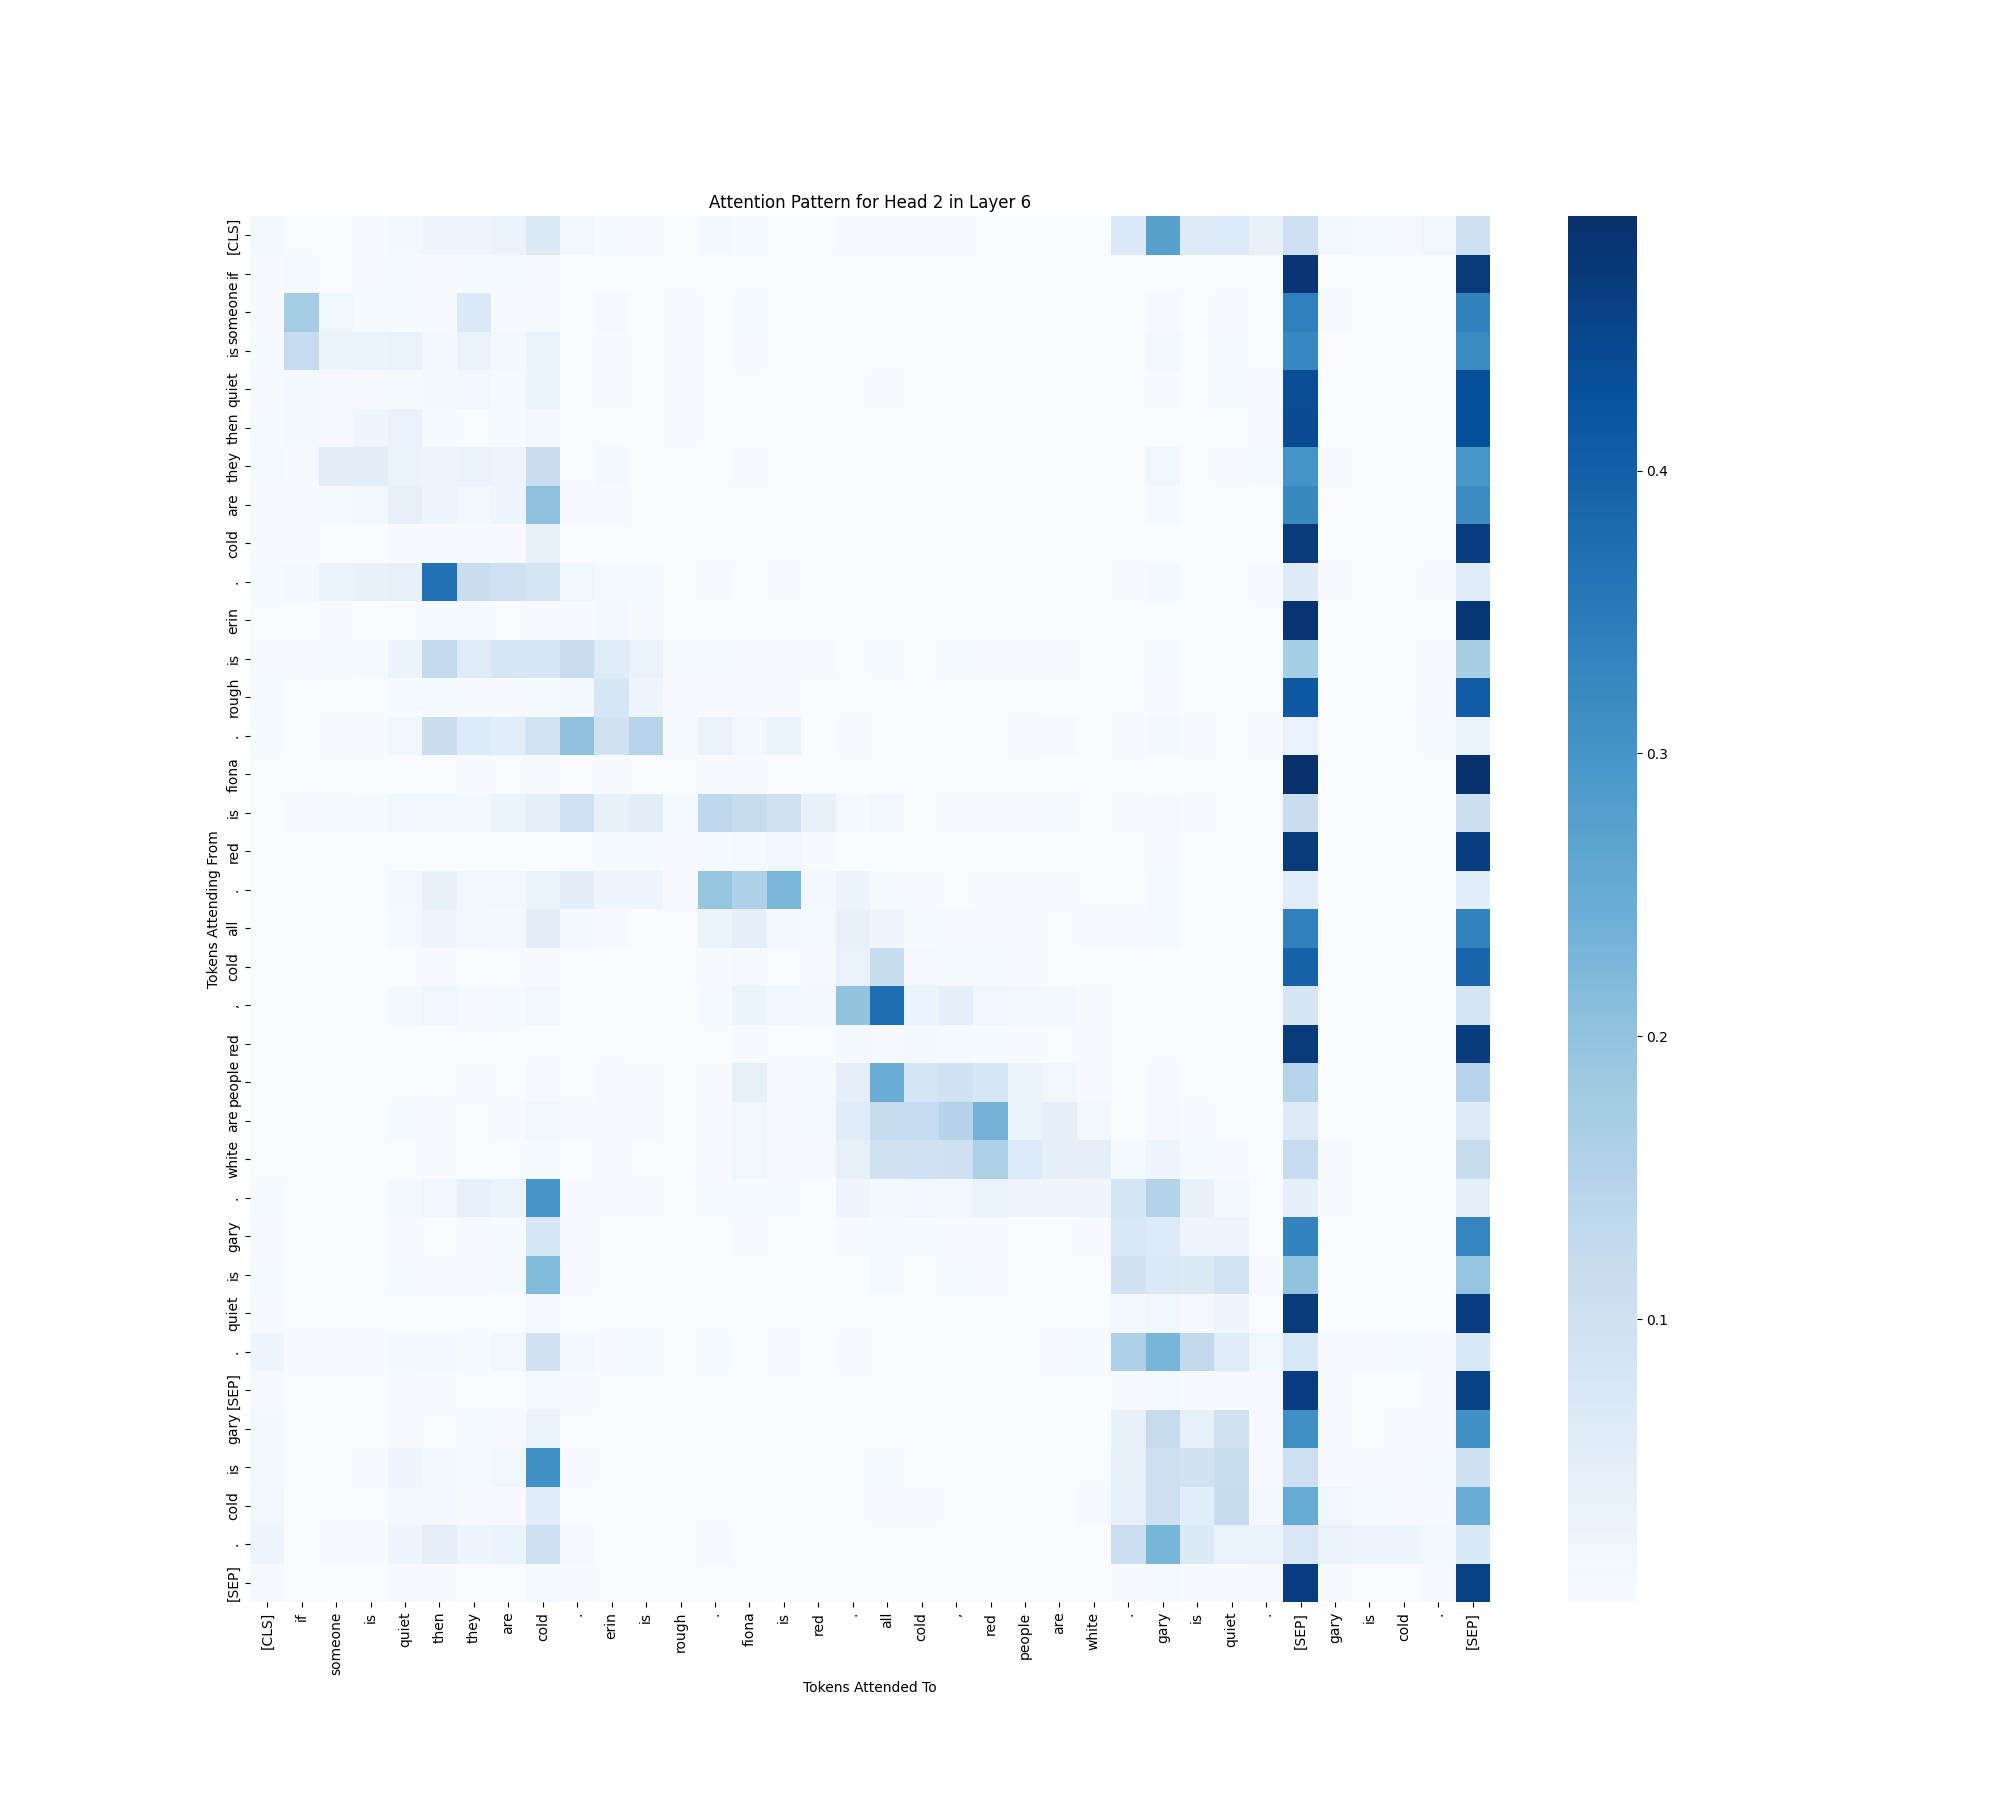 Attention Pattern for Head 2 in Layer 6
Tokens Attending From
[CLS]
if
someone
is
quiet
then
they
are
cold
.
erin
is
rough
.
fiona
is
red
.
all
cold
,
red
people
are
white
.
gary
is
quiet
.
[SEP]
gary
is
cold
.
[SEP]
[CLS] if someone is quiet then they are cold . erin is rough . fiona is red . all cold , red people are white . gary is quiet . [SEP] gary is cold . [SEP]
Tokens Attended To
0.4
0.3
0.2
0.1